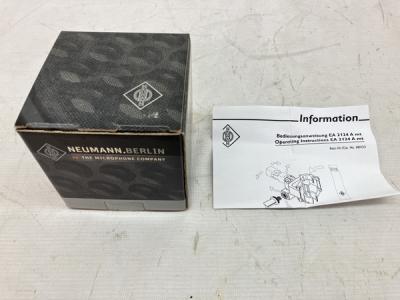 NEUMANN.BERLIN
THE MICROPHONE COMPANY
Information
Bedienungsanweisung EA 2124 A mt
Operating Instructions EA 2124 A mt